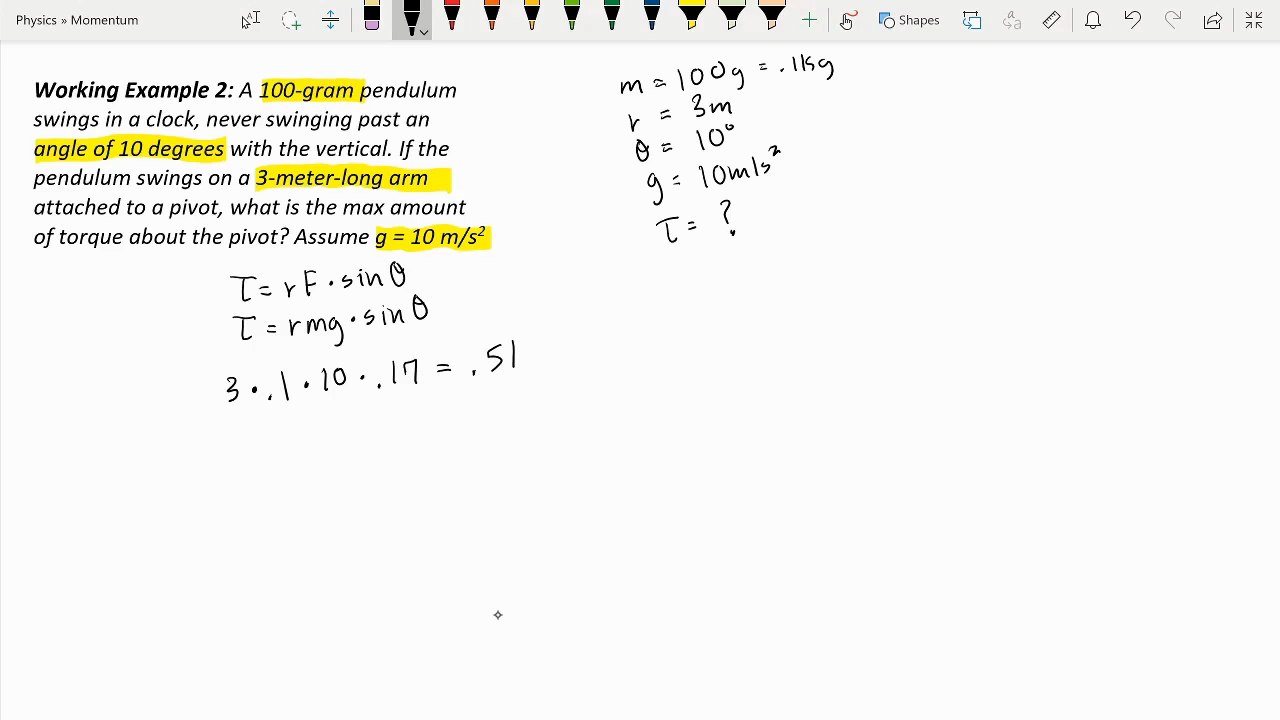 Physics » Momentum
Shapes
Working Example 2: A 100-gram pendulum
swings in a clock, never swinging past an
angle of 10 degrees with the vertical. If the
pendulum swings on a 3-meter-long arm
attached to a pivot, what is the max amount
of torque about the pivot? Assume g = 10 m/s²
m = 100g = .1kg
r = 3m
θ = 10°
g = 10m/s²
τ = ?
τ = rF · sin θ
τ = rmg · sin θ
3 · .1 · 10 · .17 = .51